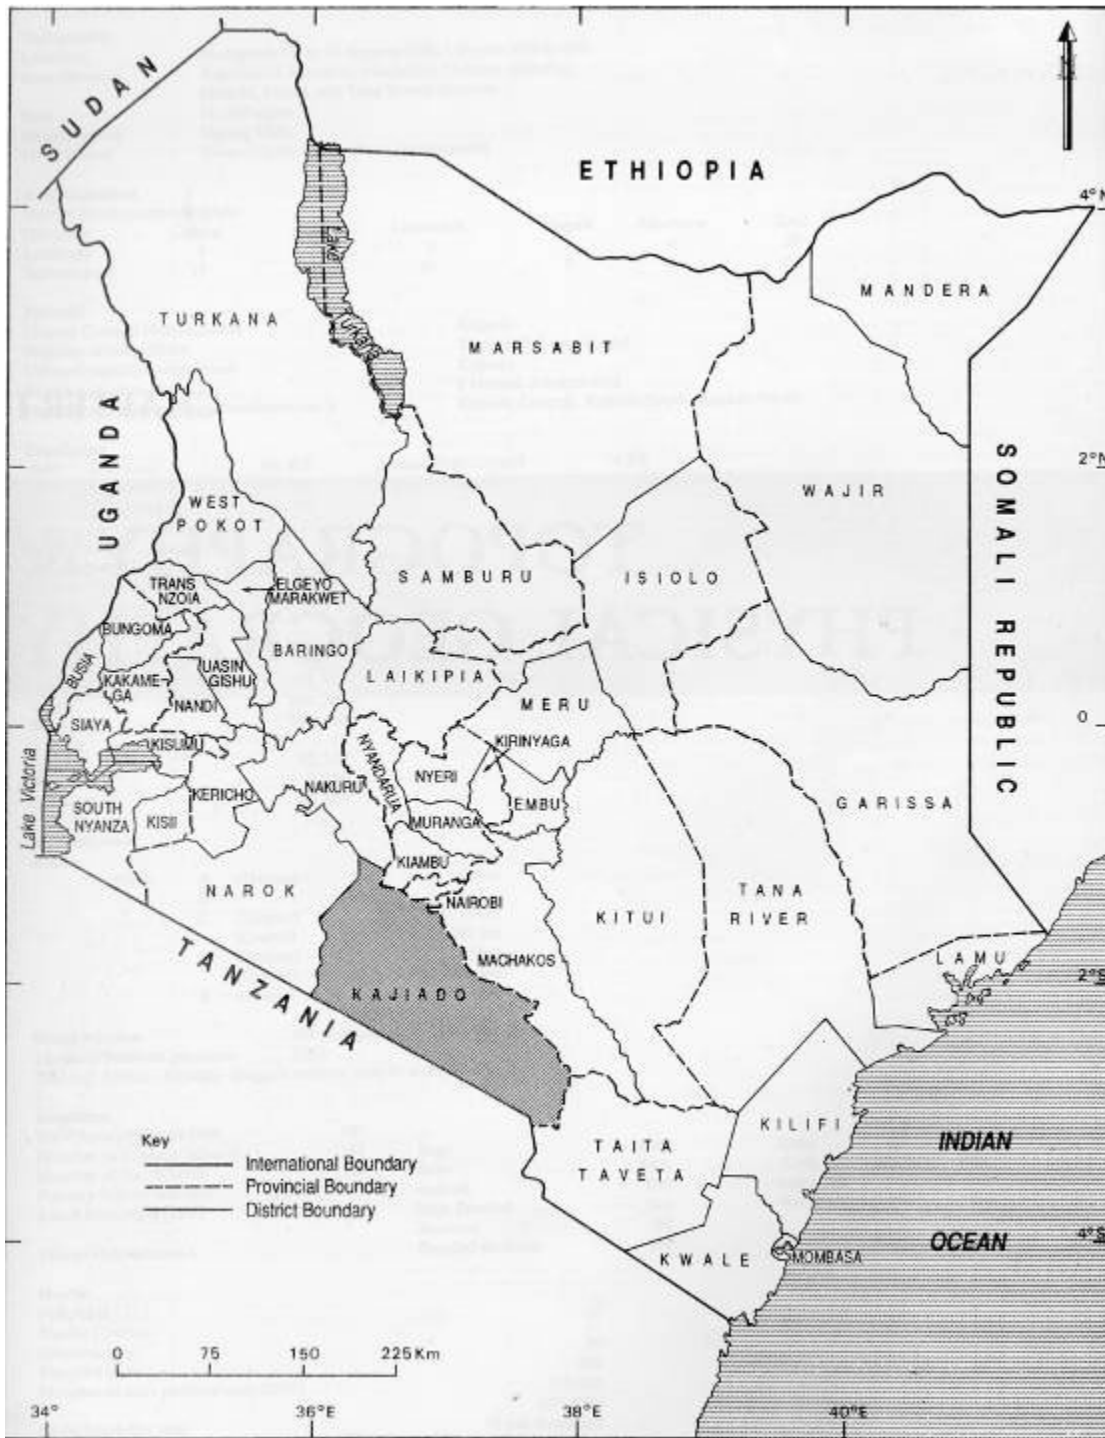 SUDAN
N
ETHIOPIA
4° N
MANDERA
Lake
Turkana
TURKANA
MARSABIT
UGANDA
2° N
SOMALI REPUBLIC
WAJIR
WEST
POKOT
TRANS
NZOIA
ELGEYO
MARAKWET
SAMBURU
ISIOLO
BUNGOMA
BUSIA
UASIN
GISHU
BARINGO
LAIKIPIA
KAKAME-
GA
NANDI
MERU
SIAYA
0
KISUMU
KIRINYAGA
NYANDARUA
NYERI
Lake Victoria
KERICHO
NAKURU
EMBU
GARISSA
SOUTH
NYANZA
KISII
MURANGA
KIAMBU
NAROK
NAIROBI
KITUI
TANA
RIVER
MACHAKOS
LAMU
TANZANIA
KAJIADO
2° S
KILIFI
INDIAN
OCEAN
TAITA
TAVETA
Key
International Boundary
Provincial Boundary
District Boundary
4° S
KWALE
MOMBASA
0 75 150 225 Km
34° 36°E 38°E 40°E